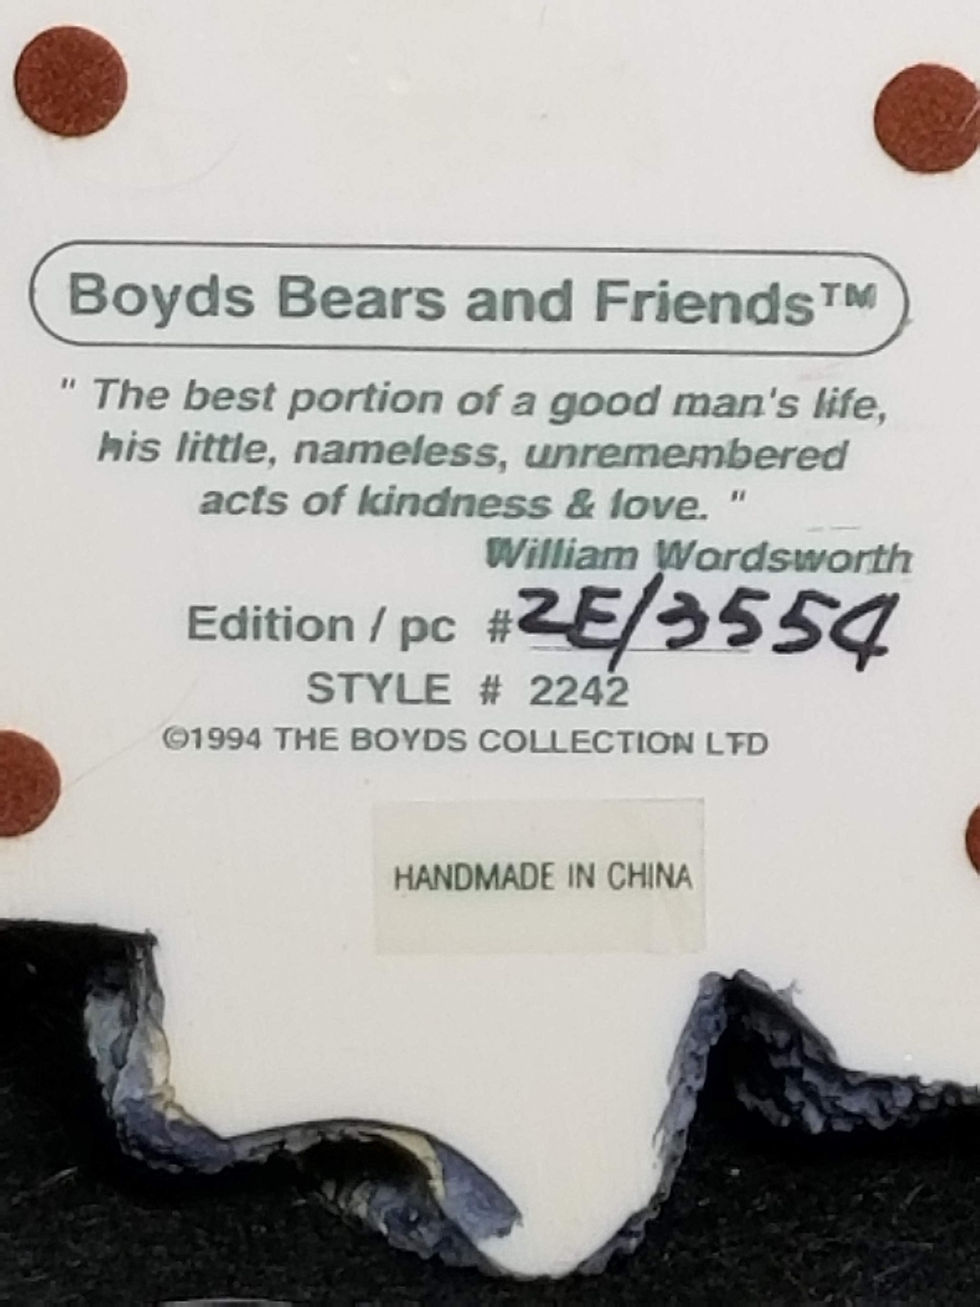 Boyds Bears and Friends™
" The best portion of a good man's life,
his little, nameless, unremembered
acts of kindness & love. "
William Wordsworth
Edition / pc #2E/3554
STYLE # 2242
©1994 THE BOYDS COLLECTION LTD
HANDMADE IN CHINA